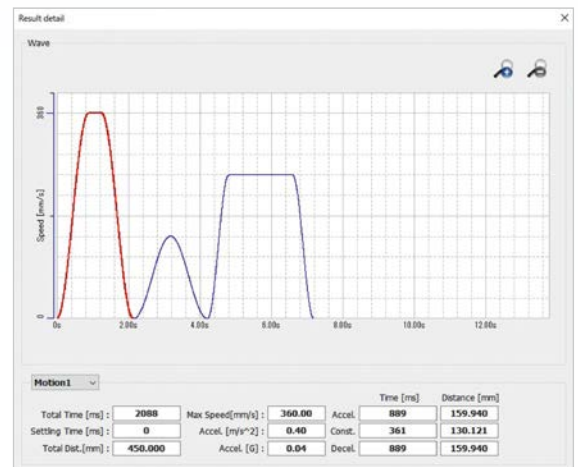 Result detail
Wave
360
Speed [mm/s]
0
0s 2.00s 4.00s 6.00s 8.00s 10.00s 12.00s
Motion1
Time [ms] Distance [mm]
Total Time [ms] : 2088 Max Speed[mm/s] : 360.00 Accel. 889 159.940
Settling Time [ms] : 0 Accel. [m/s^2] : 0.40 Const. 361 130.121
Total Dist.[mm] : 450.000 Accel. [G] : 0.04 Decel. 889 159.940